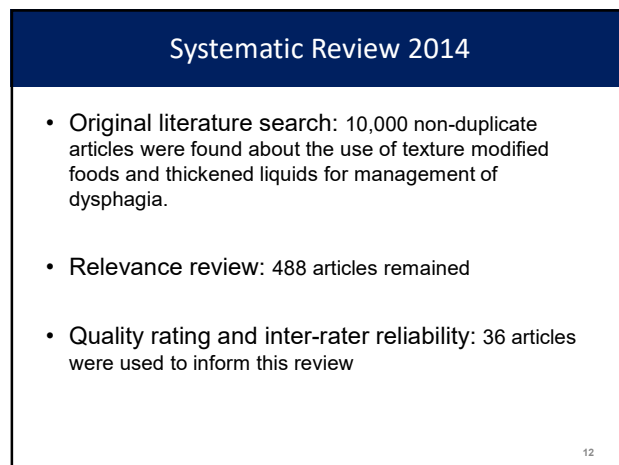 Systematic Review 2014
• Original literature search: 10,000 non-duplicate
articles were found about the use of texture modified
foods and thickened liquids for management of
dysphagia.
• Relevance review: 488 articles remained
• Quality rating and inter-rater reliability: 36 articles
were used to inform this review
12